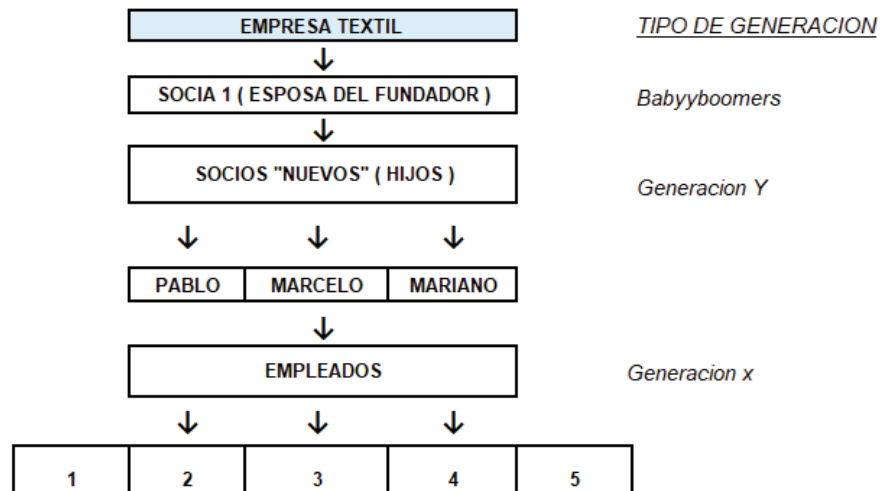 EMPRESA TEXTIL
TIPO DE GENERACION
SOCIA 1 ( ESPOSA DEL FUNDADOR )
Babyyboomers
SOCIOS "NUEVOS" ( HIJOS )
Generacion Y
PABLO MARCELO MARIANO
EMPLEADOS
Generacion x
1 2 3 4 5